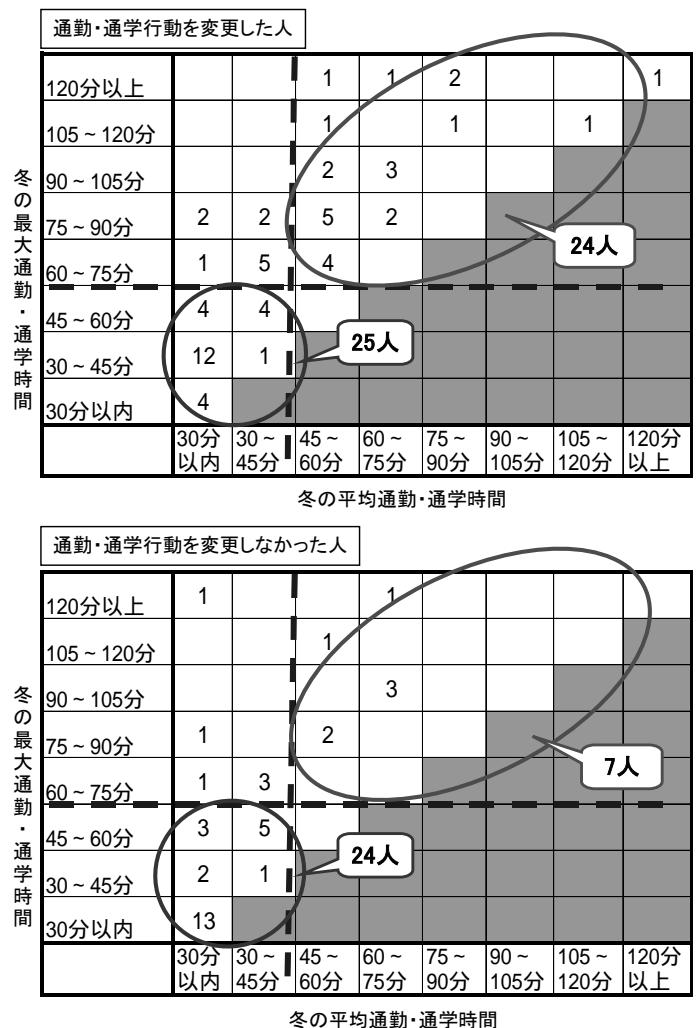 通勤・通学行動を変更した人
冬の最大通勤・通学時間
120分以上 1 1 2 1
105～120分 1 1 1
90～105分 2 3
75～90分 2 2 5 2
24人
60～75分 1 5 4
45～60分 4 4
25人
30～45分 12 1
30分以内 4
30分以内 30～45分 45～60分 60～75分 75～90分 90～105分 105～120分 120分以上
冬の平均通勤・通学時間
通勤・通学行動を変更しなかった人
冬の最大通勤・通学時間
120分以上 1 1
105～120分 1
90～105分 3
75～90分 1 2
7人
60～75分 1 3
45～60分 3 5
24人
30～45分 2 1
30分以内 13
30分以内 30～45分 45～60分 60～75分 75～90分 90～105分 105～120分 120分以上
冬の平均通勤・通学時間